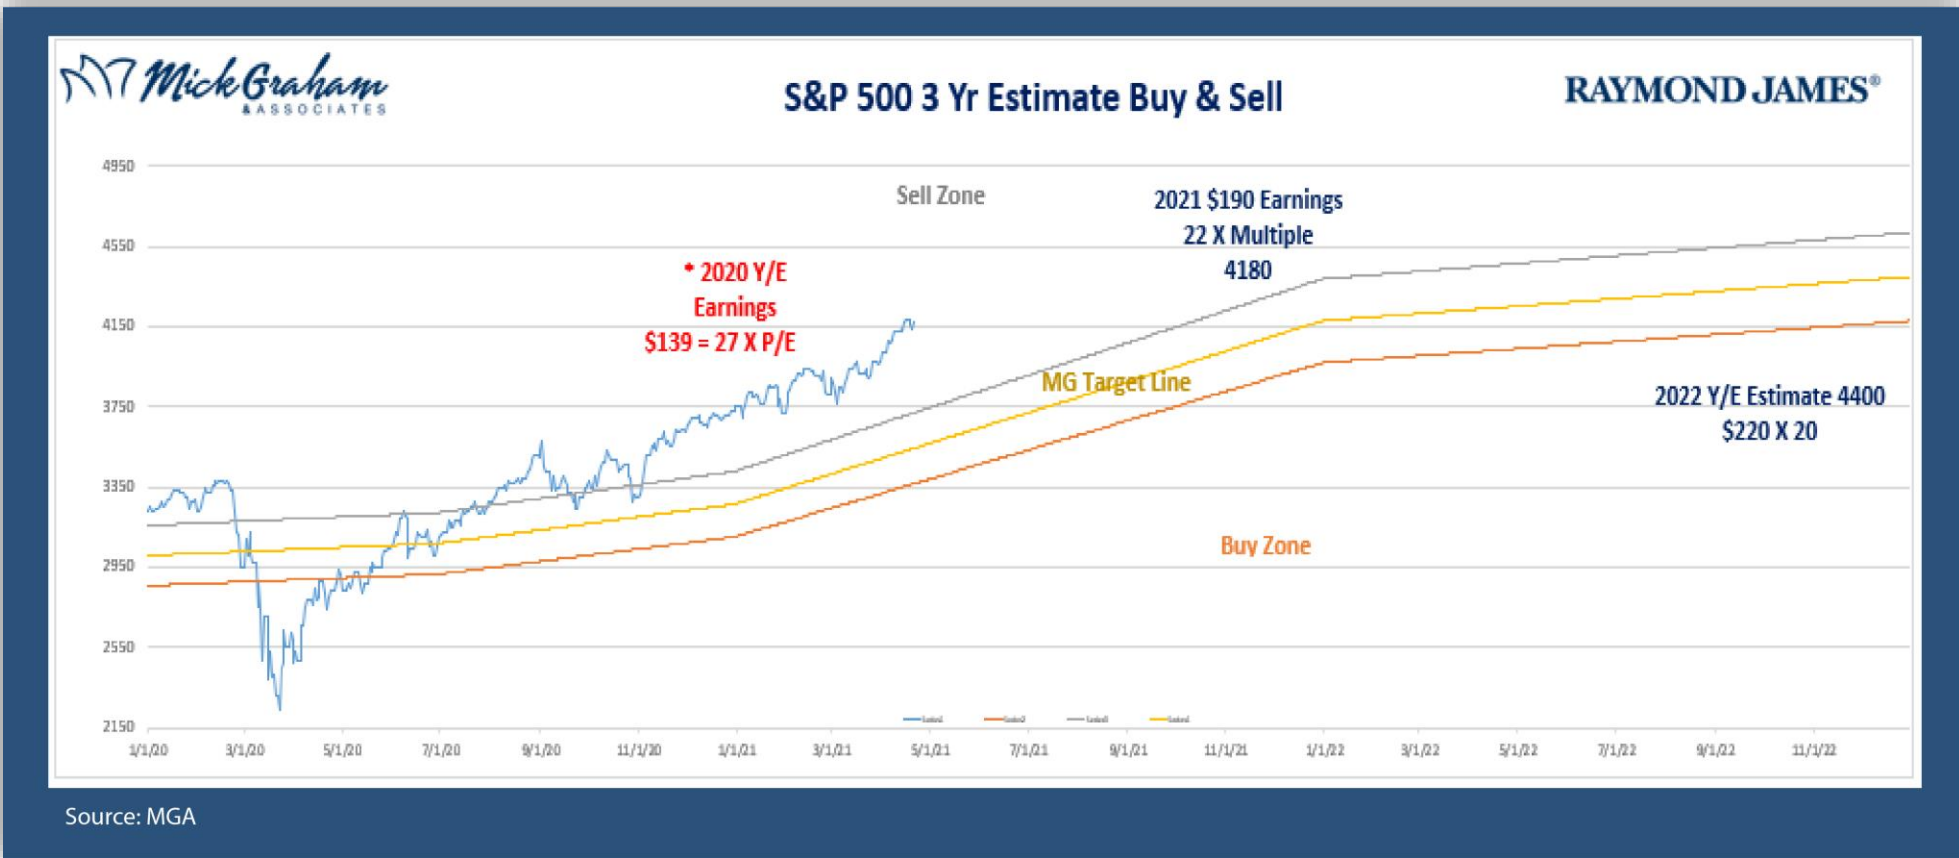 Mick Graham
& ASSOCIATES
S&P 500 3 Yr Estimate Buy & Sell
RAYMOND JAMES®
4950
4550
4150
3750
3350
2950
2550
2150
Sell Zone
2021 $190 Earnings
22 X Multiple
4180
* 2020 Y/E
Earnings
$139 = 27 X P/E
MG Target Line
2022 Y/E Estimate 4400
$220 X 20
Buy Zone
1/1/20
3/1/20
5/1/20
7/1/20
9/1/20
11/1/20
1/1/21
3/1/21
5/1/21
7/1/21
9/1/21
11/1/21
1/1/22
3/1/22
5/1/22
7/1/22
9/1/22
11/1/22
Source: MGA